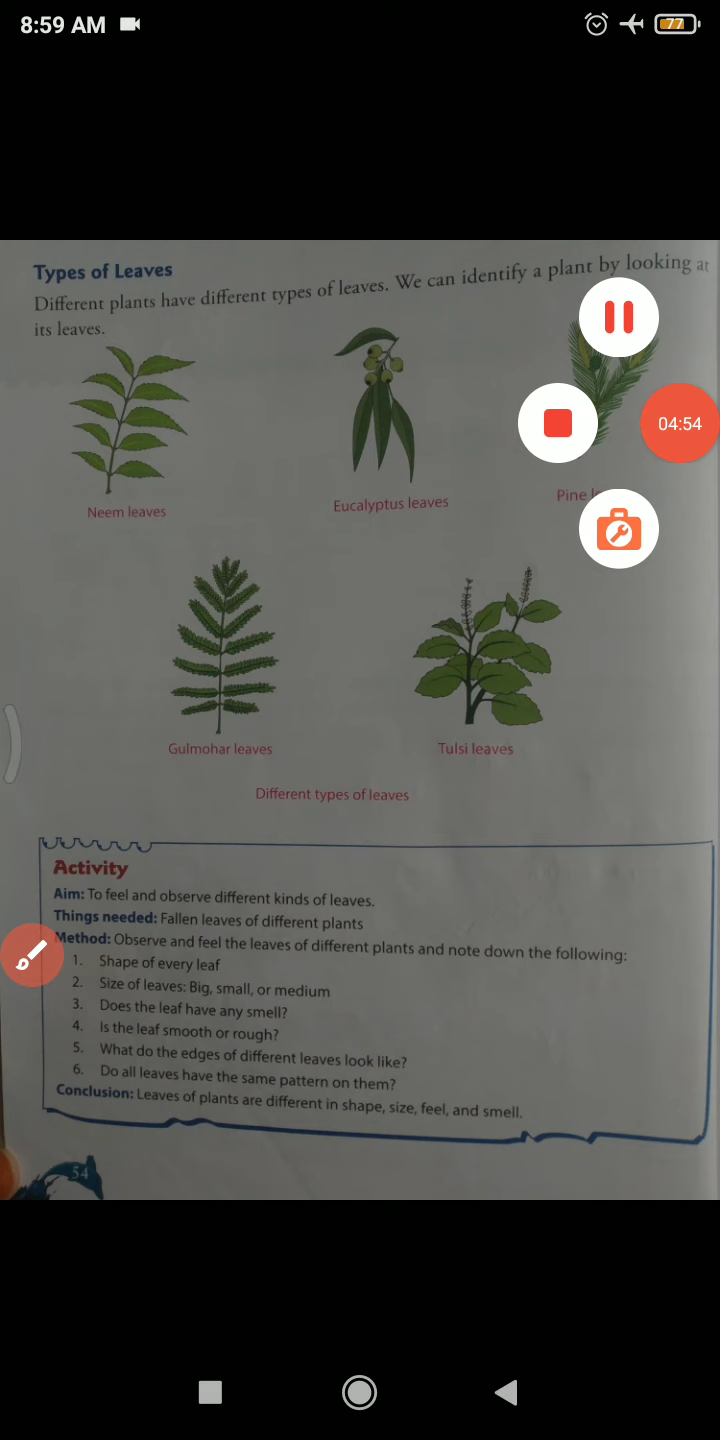 8:59 AM
77
Types of Leaves
Different plants have different types of leaves. We can identify a plant by looking at
its leaves.
04:54
Neem leaves
Eucalyptus leaves
Pine
Gulmohar leaves
Tulsi leaves
Different types of leaves
Activity
Aim: To feel and observe different kinds of leaves.
Things needed: Fallen leaves of different plants
Method: Observe and feel the leaves of different plants and note down the following:
1. Shape of every leaf
2. Size of leaves: Big, small, or medium
3. Does the leaf have any smell?
4. Is the leaf smooth or rough?
5. What do the edges of different leaves look like?
6. Do all leaves have the same pattern on them?
Conclusion: Leaves of plants are different in shape, size, feel, and smell.
54